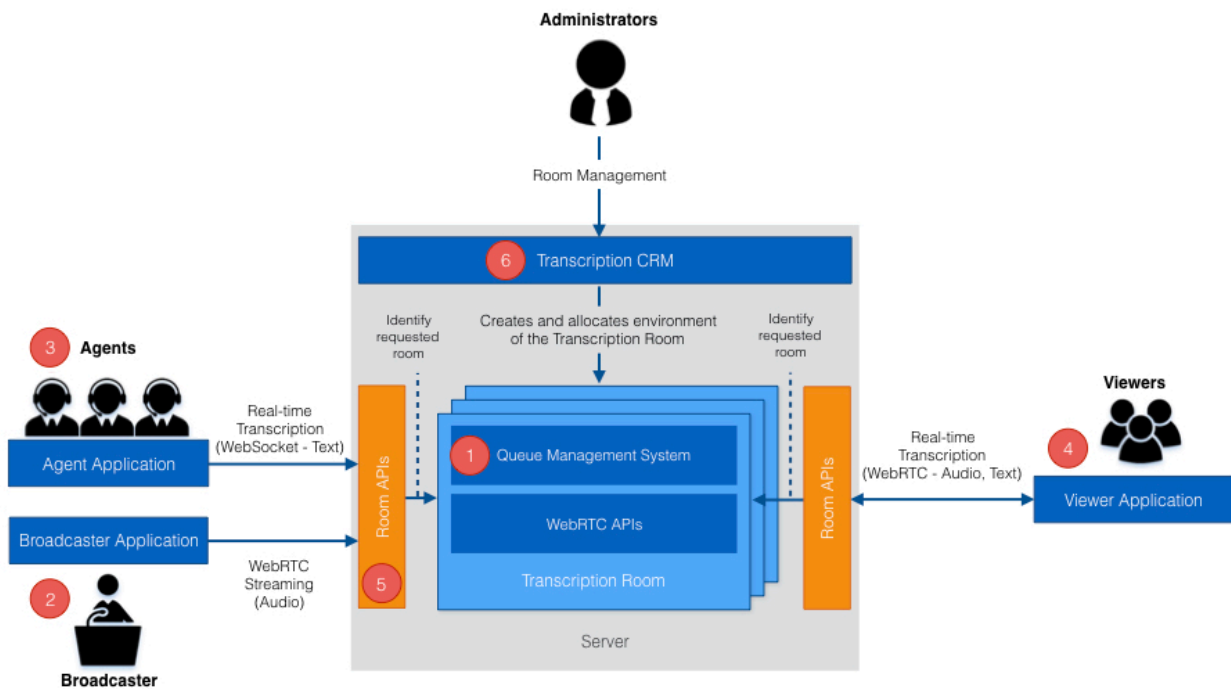 Administrators
Room Management
6
Transcription CRM
Identify
requested
room
Creates and allocates environment
of the Transcription Room
Identify
requested
room
3
Agents
Agent Application
Real-time
Transcription
(WebSocket - Text)
Broadcaster Application
WebRTC
Streaming
(Audio)
2
Broadcaster
Room APIs
5
1
Queue Management System
WebRTC APIs
Transcription Room
Server
Room APIs
Real-time
Transcription
(WebRTC - Audio, Text)
Viewers
4
Viewer Application